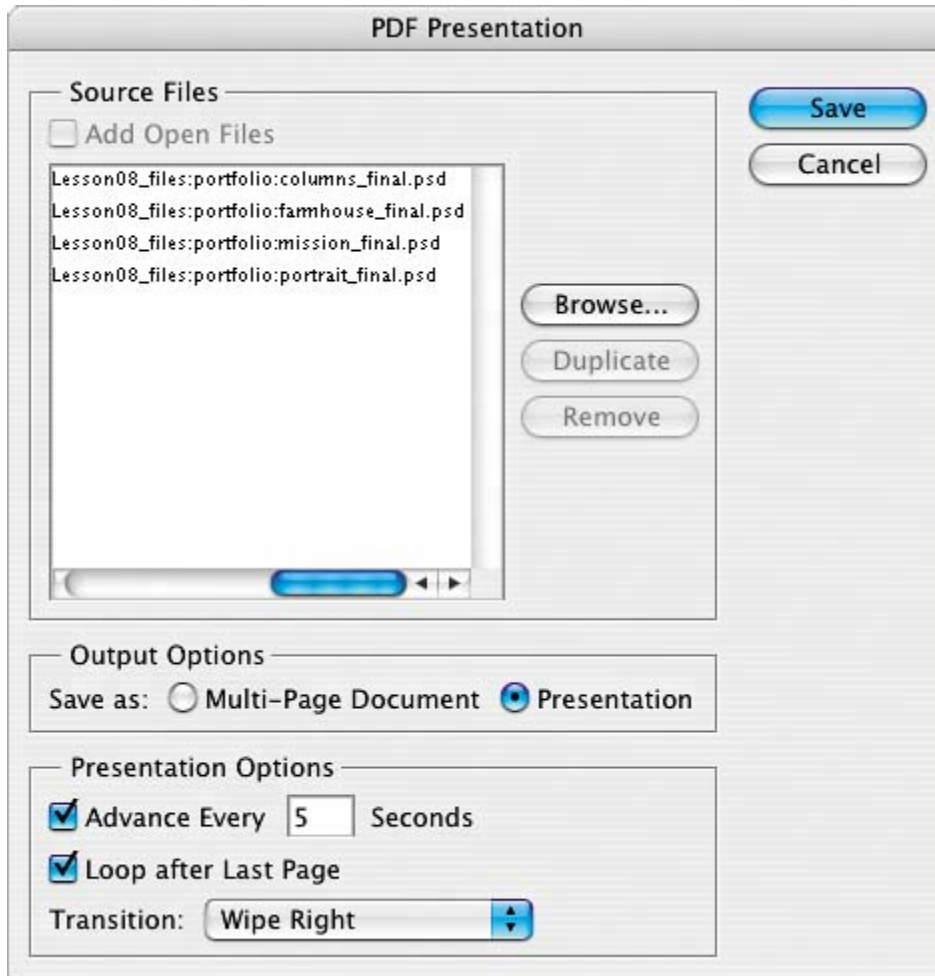 PDF Presentation
Source Files
Add Open Files
Lesson08_files:portfolio:columns_final.psd
Lesson08_files:portfolio:farmhouse_final.psd
Lesson08_files:portfolio:mission_final.psd
Lesson08_files:portfolio:portrait_final.psd
Save
Cancel
Browse...
Duplicate
Remove
Output Options
Save as: Multi-Page Document Presentation
Presentation Options
Advance Every 5 Seconds
Loop after Last Page
Transition: Wipe Right